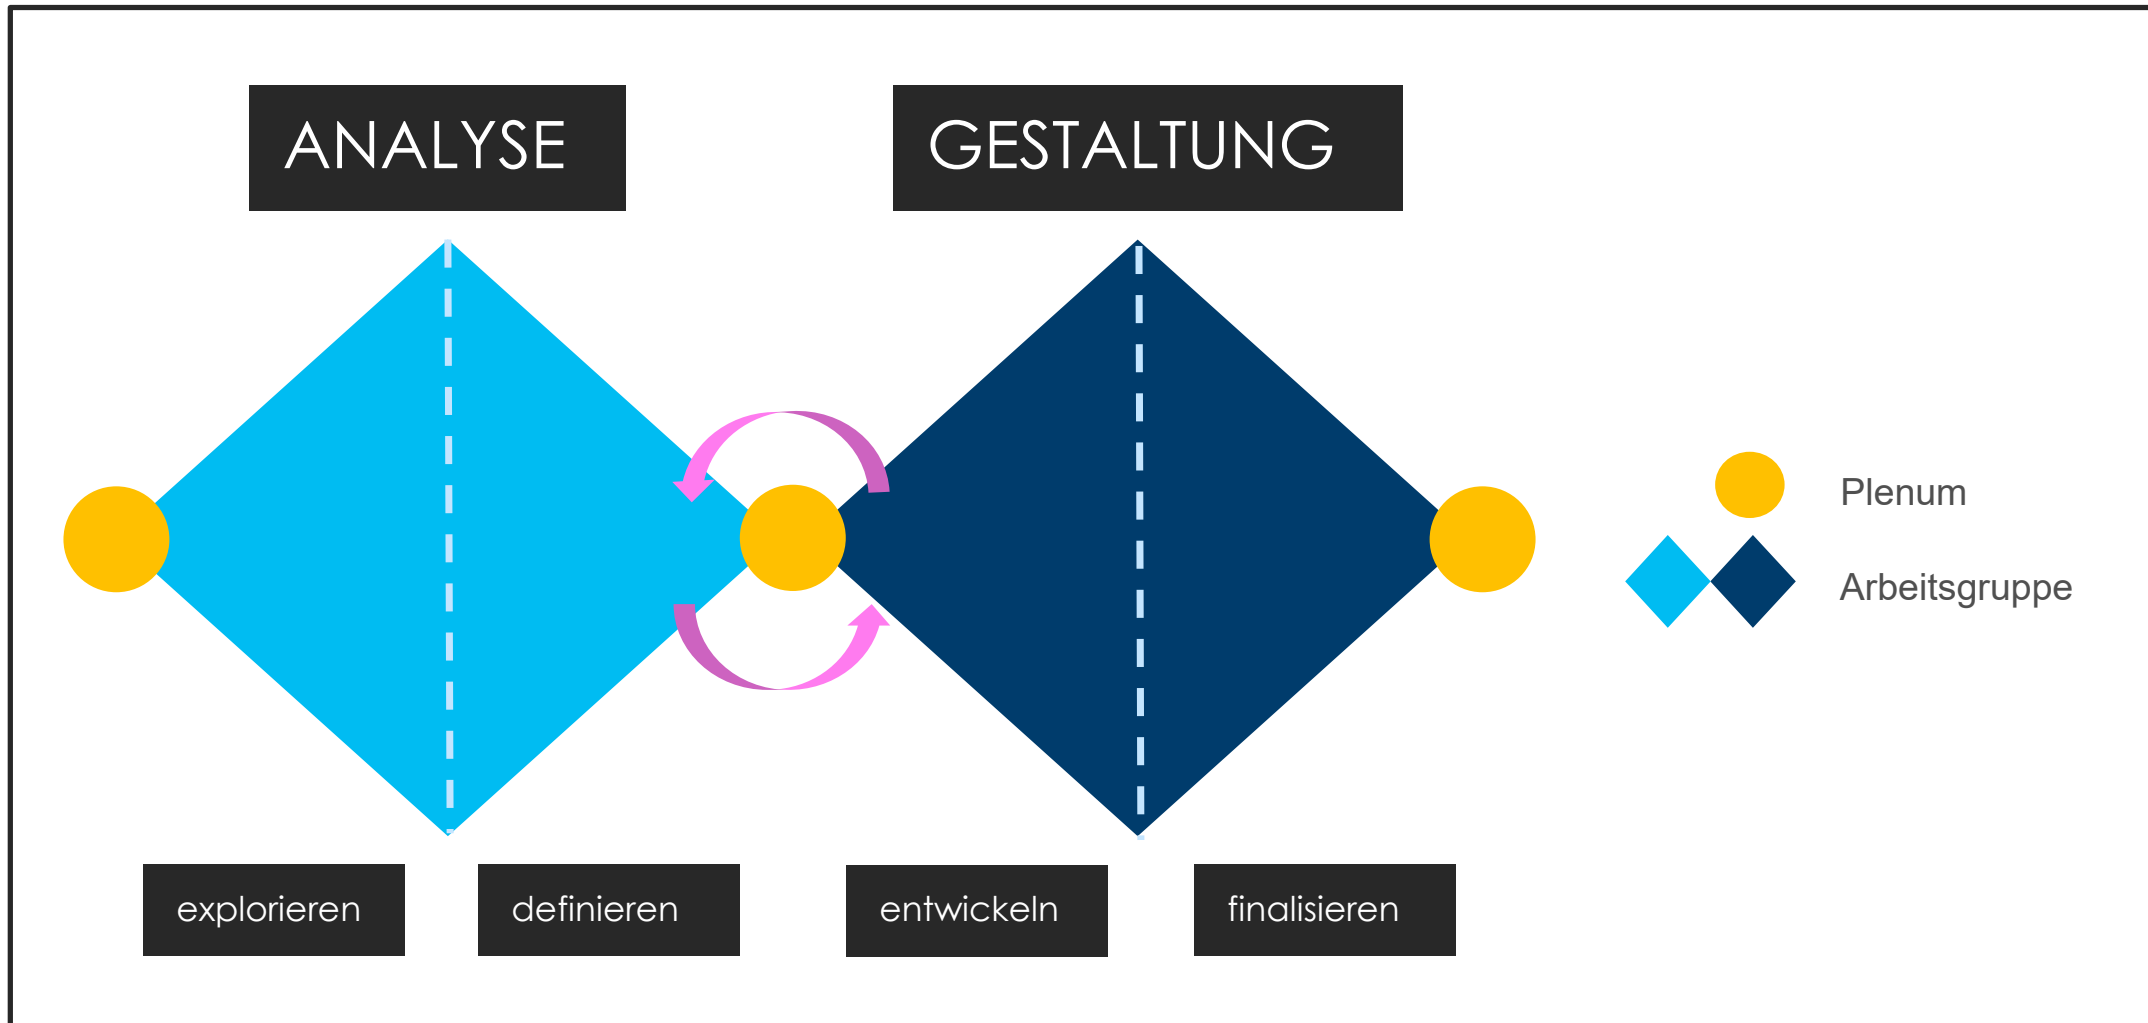 ANALYSE
GESTALTUNG
Plenum
Arbeitsgruppe
explorieren
definieren
entwickeln
finalisieren